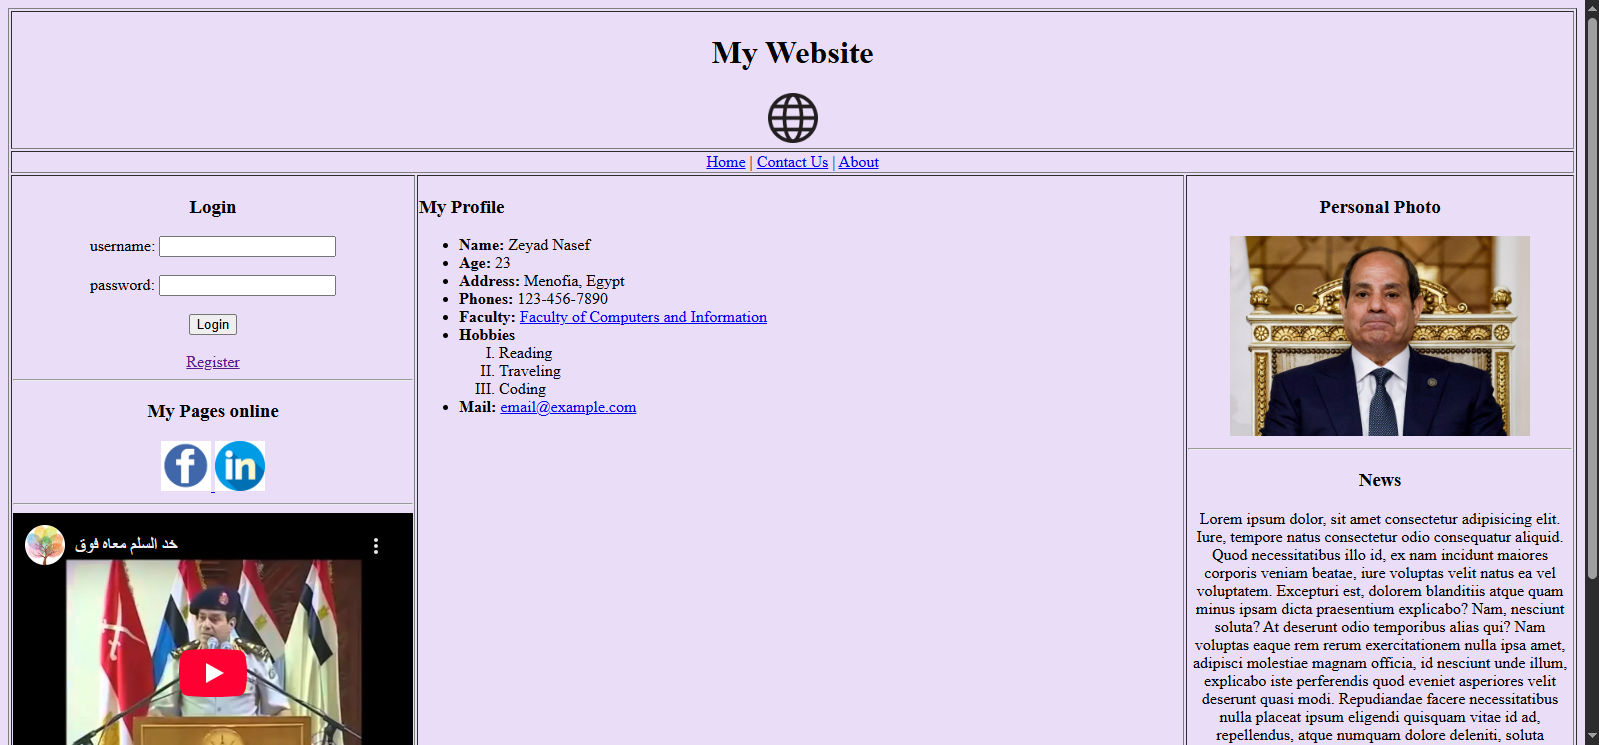 My Website
Home | Contact Us | About
Login
username:
password:
Login
Register
My Pages online
f in
خد السلم معاه فوق
My Profile
Name: Zeyad Nasef
Age: 23
Address: Menofia, Egypt
Phones: 123-456-7890
Faculty: Faculty of Computers and Information
Hobbies
I. Reading
II. Traveling
III. Coding
Mail: email@example.com
Personal Photo
News
Lorem ipsum dolor, sit amet consectetur adipisicing elit.
Iure, tempore natus consectetur odio consequatur aliquid.
Quod necessitatibus illo id, ex nam incidunt maiores
corporis veniam beatae, iure voluptas velit natus ea vel
voluptatem. Excepturi est, dolorem blanditiis atque quam
minus ipsam dicta praesentium explicabo? Nam, nesciunt
soluta? At deserunt odio temporibus alias qui? Nam
voluptas eaque rem rerum exercitationem nulla ipsa amet,
adipisci molestiae magnam officia, id nesciunt unde illum,
explicabo iste perferendis quod eveniet asperiores velit
deserunt quasi modi. Repudiandae facere necessitatibus
nulla placeat ipsum eligendi quisquam vitae id ad,
repellendus, atque numquam dolore deleniti, soluta